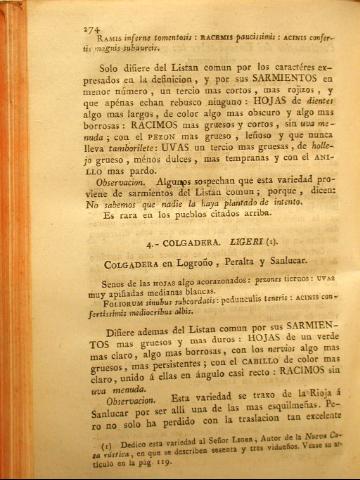 274
RAMIS inferne tomentosis : RACEMIS paucissimis : ACINIS confer-
tis magnis subaureis.
Solo difiere del Listan comun por los caractéres ex-
presados en la definicion, y por sus SARMIENTOS en
menor número, un tercio mas cortos, mas rojizos, y
que apénas echan rebusco ninguno : HOJAS de dientes
algo mas largos, de color algo mas obscuro y algo mas
borrosas : RACIMOS mas gruesos y cortos, sin uva me-
nuda ; con el PEZON mas grueso, leñoso y que nunca
lleva tamborilete : UVAS un tercio mas gruesas, de holle-
jo grueso, ménos dulces, mas tempranas y con el ANI-
LLO mas pardo.
Observacion. Algunos sospechan que esta variedad pro-
viene de sarmientos del Listan comun ; porque, dicen:
No sabemos que nadie la haya plantado de intento.
Es rara en los pueblos citados arriba.
4.- COLGADERA. LIGERI (1).
COLGADERA en Logroño, Peralta y Sanlucar.
Senos de las HOJAS algo acorazonados : pezones tiernos : UVAS
muy apiñadas medianas blancas.
FOLIORUM sinubus subcordatis : pedunculis teneris : ACINIS con-
fertissimis mediocribus albis.
Difiere ademas del Listan comun por sus SARMIEN-
TOS mas gruesos y mas duros : HOJAS de un verde
mas claro, algo mas borrosas, con los nervios algo mas
gruesos, mas persistentes ; con el CABILLO de color mas
claro, unido á ellas en ángulo casi recto : RACIMOS sin
uva menuda.
Observacion. Esta variedad se traxo de la Rioja á
Sanlucar por ser allí una de las mas esquilmeñas. Pe-
ro no solo ha perdido con la traslacion tan excelente
(1) Dedico esta variedad al Señor Autor de la Nueva Ca-
sa rústica, en que se describen sesenta y tres vidueños. Véase su ar-
tículo en la pag 119.